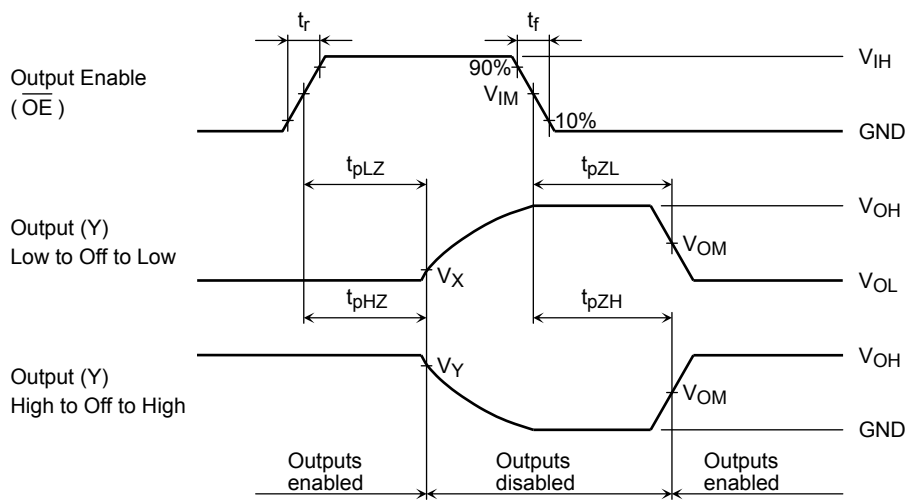 tr
tf
Output Enable
( OE )
90%
VIM
10%
VIH
GND
tpLZ
tpZL
Output (Y)
Low to Off to Low
VX
VOH
VOM
VOL
tpHZ
tpZH
Output (Y)
High to Off to High
VY
VOH
VOM
GND
Outputs
enabled
Outputs
disabled
Outputs
enabled